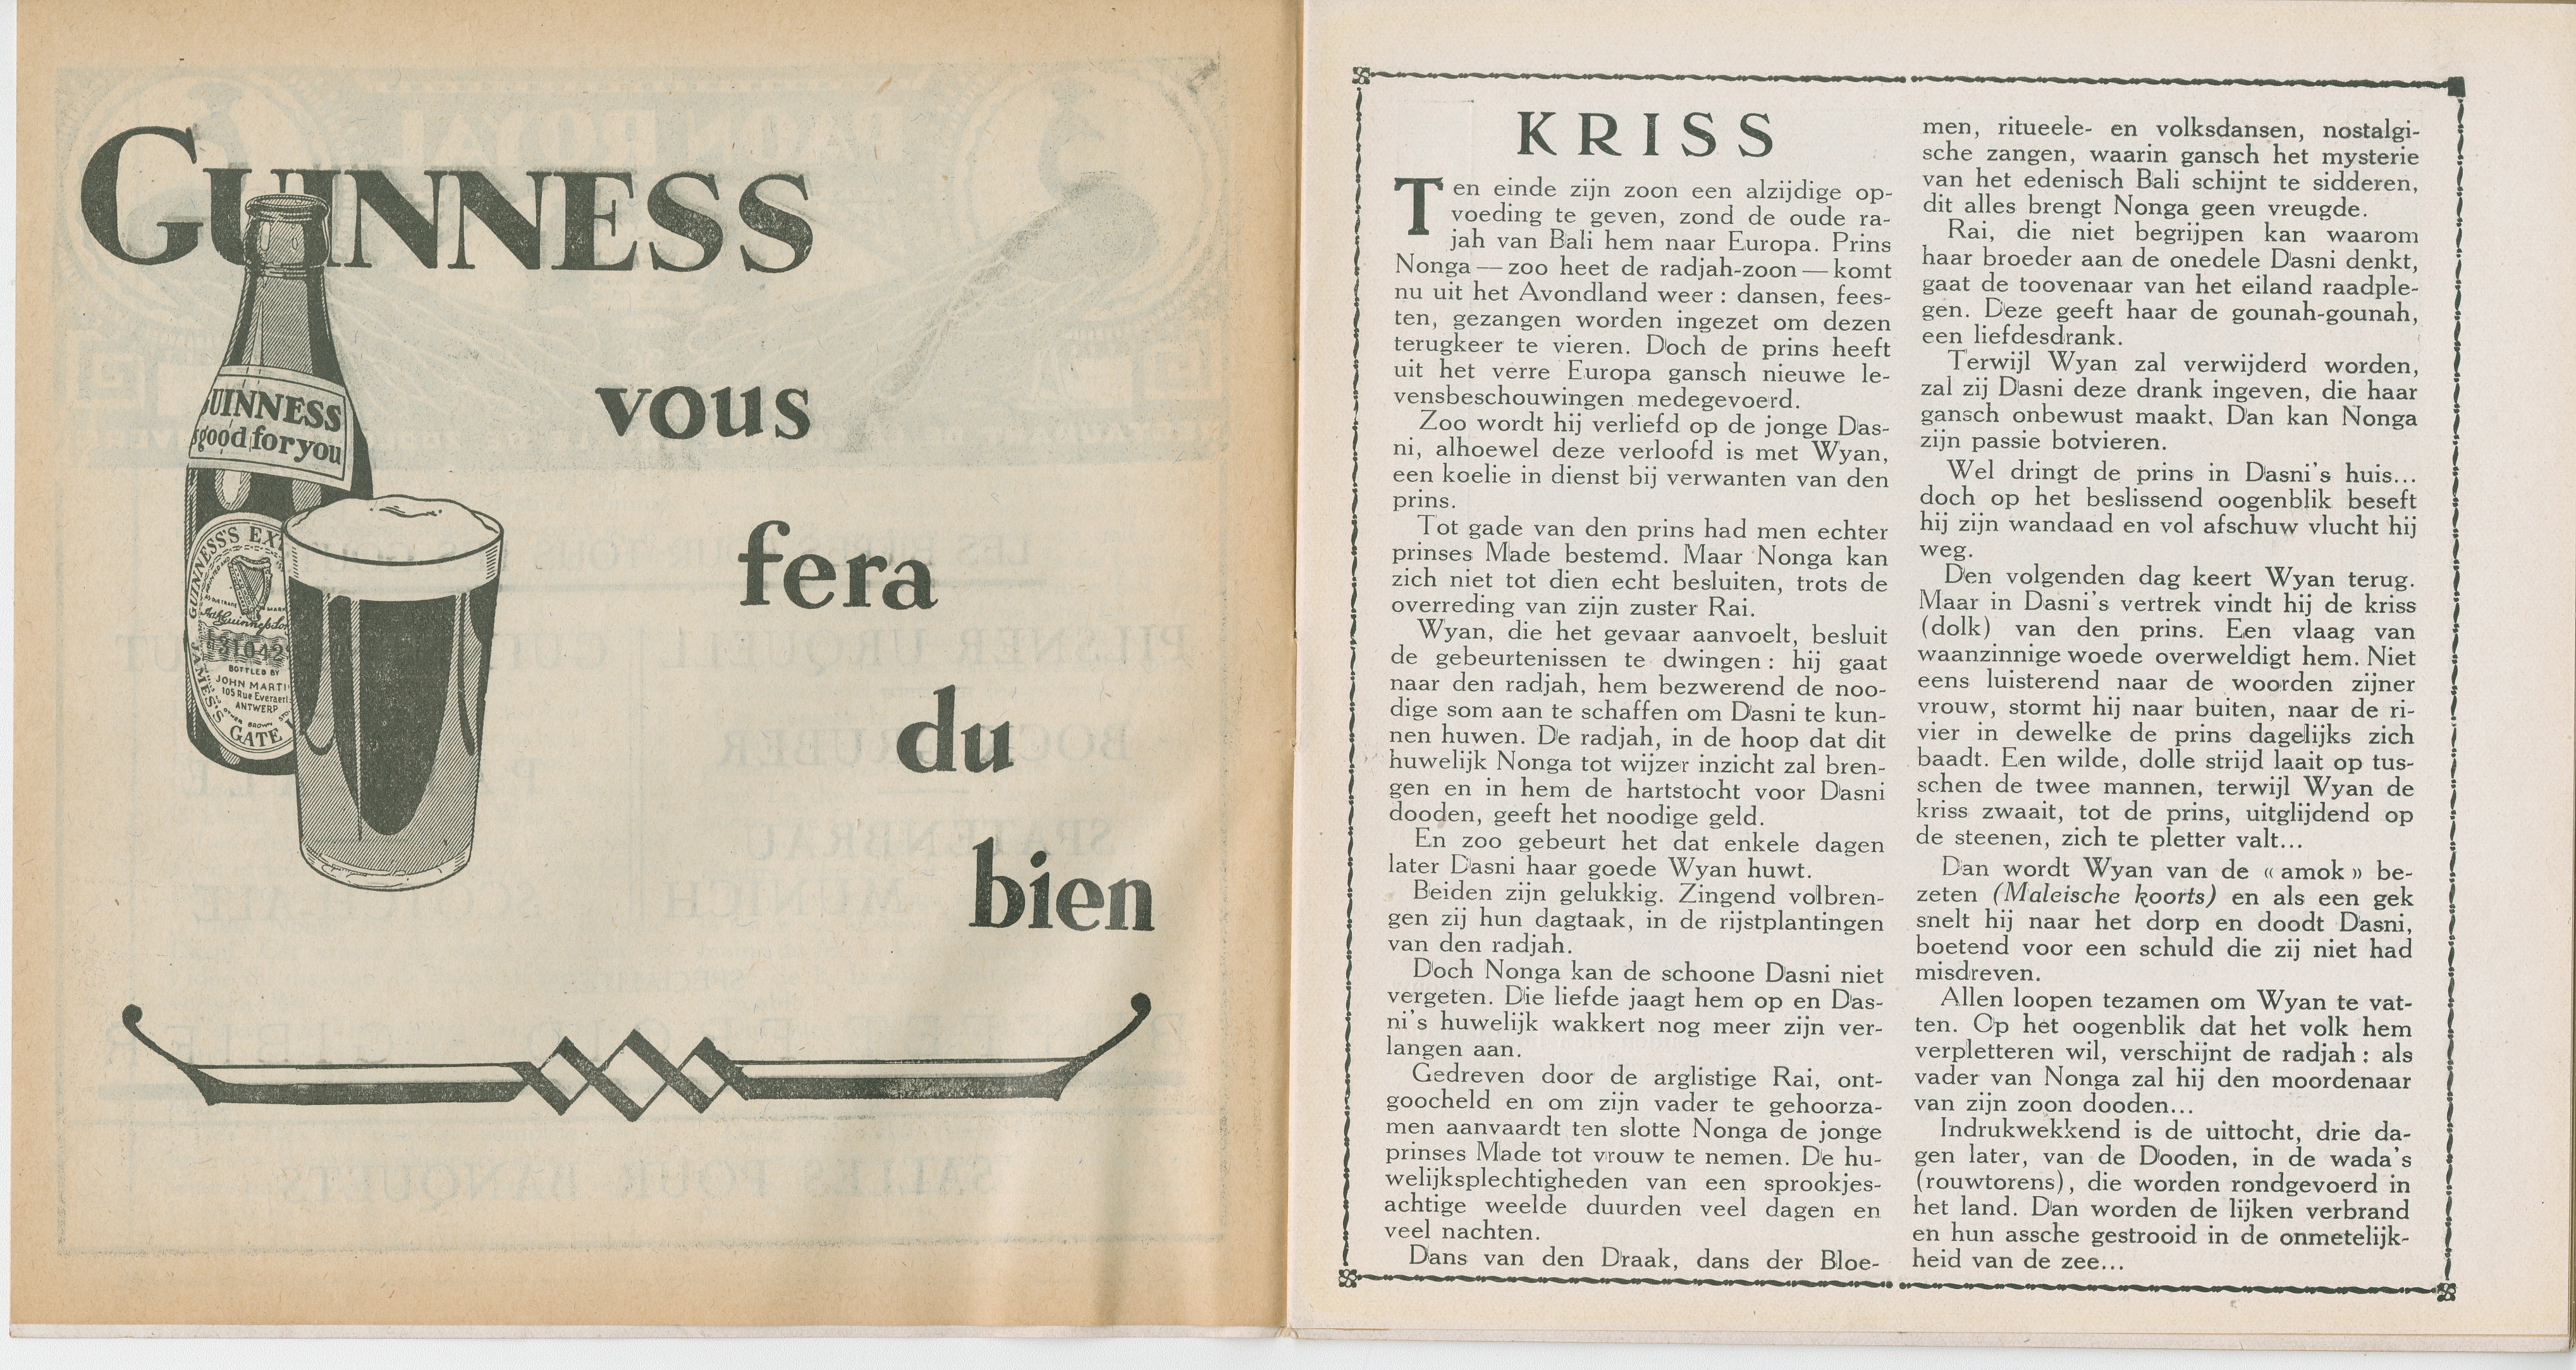 GUINNESS
vous
fera
du
bien
UINNESS
good for you
GUINNESS'S EX
TRADE MARK
131042
BOTTLED BY
JOHN MARTI
105 Rue Everaert
ANTWERP
JAMES'S GATE
KRISS
Ten einde zijn zoon een alzijdige op-
voeding te geven, zond de oude ra-
jah van Bali hem naar Europa. Prins
Nonga — zoo heet de radjah-zoon — komt
nu uit het Avondland weer : dansen, fees-
ten, gezangen worden ingezet om dezen
terugkeer te vieren. Doch de prins heeft
uit het verre Europa gansch nieuwe le-
vensbeschouwingen medegevoerd.
Zoo wordt hij verliefd op de jonge Das-
ni, alhoewel deze verloofd is met Wyan,
een koelie in dienst bij verwanten van den
prins.
Tot gade van den prins had men echter
prinses Made bestemd. Maar Nonga kan
zich niet tot dien echt besluiten, trots de
overreding van zijn zuster Rai.
Wyan, die het gevaar aanvoelt, besluit
de gebeurtenissen te dwingen : hij gaat
naar den radjah, hem bezwerend de noo-
dige som aan te schaffen om Dasni te kun-
nen huwen. De radjah, in de hoop dat dit
huwelijk Nonga tot wijzer inzicht zal bren-
gen en in hem de hartstocht voor Dasni
dooden, geeft het noodige geld.
En zoo gebeurt het dat enkele dagen
later Dasni haar goede Wyan huwt.
Beiden zijn gelukkig. Zingend volbren-
gen zij hun dagtaak, in de rijstplantingen
van den radjah.
Doch Nonga kan de schoone Dasni niet
vergeten. Die liefde jaagt hem op en Das-
ni's huwelijk wakkert nog meer zijn ver-
langen aan.
Gedreven door de arglistige Rai, ont-
goocheld en om zijn vader te gehoorza-
men aanvaardt ten slotte Nonga de jonge
prinses Made tot vrouw te nemen. De hu-
welijksplechtigheden van een sprookjes-
achtige weelde duurden veel dagen en
veel nachten.
Dans van den Draak, dans der Bloe-
men, ritueele- en volksdansen, nostalgi-
sche zangen, waarin gansch het mysterie
van het edenisch Bali schijnt te sidderen,
dit alles brengt Nonga geen vreugde.
Rai, die niet begrijpen kan waarom
haar broeder aan de onedele Dasni denkt,
gaat de toovenaar van het eiland raadple-
gen. Deze geeft haar de gounah-gounah,
een liefdesdrank.
Terwijl Wyan zal verwijderd worden,
zal zij Dasni deze drank ingeven, die haar
gansch onbewust maakt. Dan kan Nonga
zijn passie botvieren.
Wel dringt de prins in Dasni's huis...
doch op het beslissend oogenblik beseft
hij zijn wandaad en vol afschuw vlucht hij
weg.
Den volgenden dag keert Wyan terug.
Maar in Dasni's vertrek vindt hij de kriss
(dolk) van den prins. Een vlaag van
waanzinnige woede overweldigt hem. Niet
eens luisterend naar de woorden zijner
vrouw, stormt hij naar buiten, naar de ri-
vier in dewelke de prins dagelijks zich
baadt. Een wilde, dolle strijd laait op tus-
schen de twee mannen, terwijl Wyan de
kriss zwaait, tot de prins, uitglijdend op
de steenen, zich te pletter valt...
Dan wordt Wyan van de « amok » be-
zeten (Maleische koorts) en als een gek
snelt hij naar het dorp en doodt Dasni,
boetend voor een schuld die zij niet had
misdreven.
Allen loopen tezamen om Wyan te vat-
ten. Op het oogenblik dat het volk hem
verpletteren wil, verschijnt de radjah : als
vader van Nonga zal hij den moordenaar
van zijn zoon dooden...
Indrukwekkend is de uittocht, drie da-
gen later, van de Dooden, in de wada's
(rouwtorens), die worden rondgevoerd in
het land. Dan worden de lijken verbrand
en hun assche gestrooid in de onmetelijk-
heid van de zee...